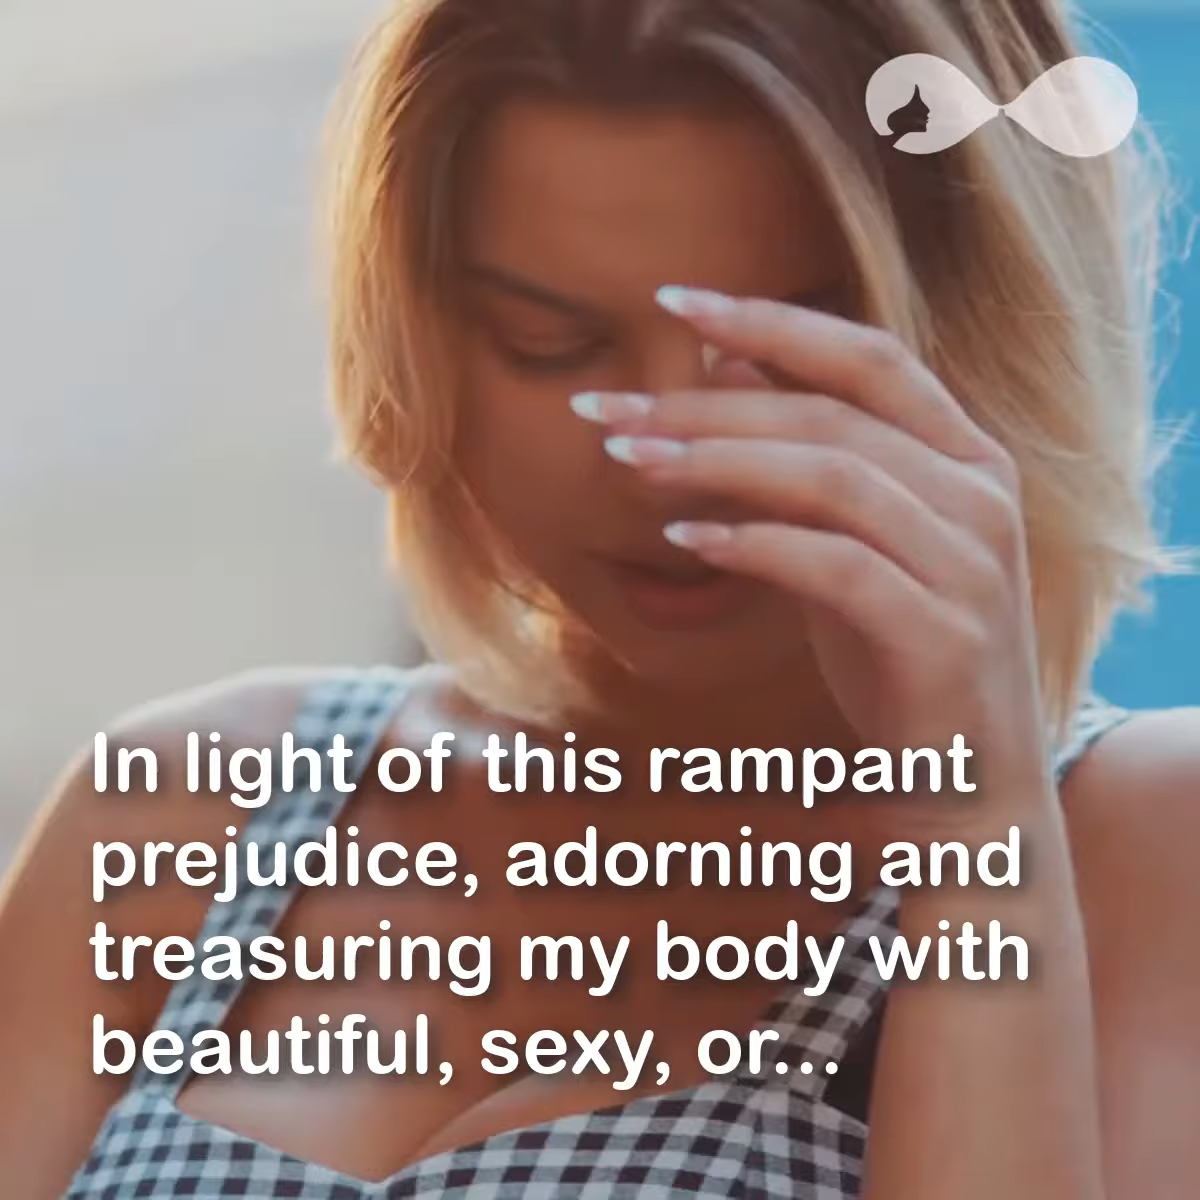 In light of this rampant
prejudice, adorning and
treasuring my body with
beautiful, sexy, or...